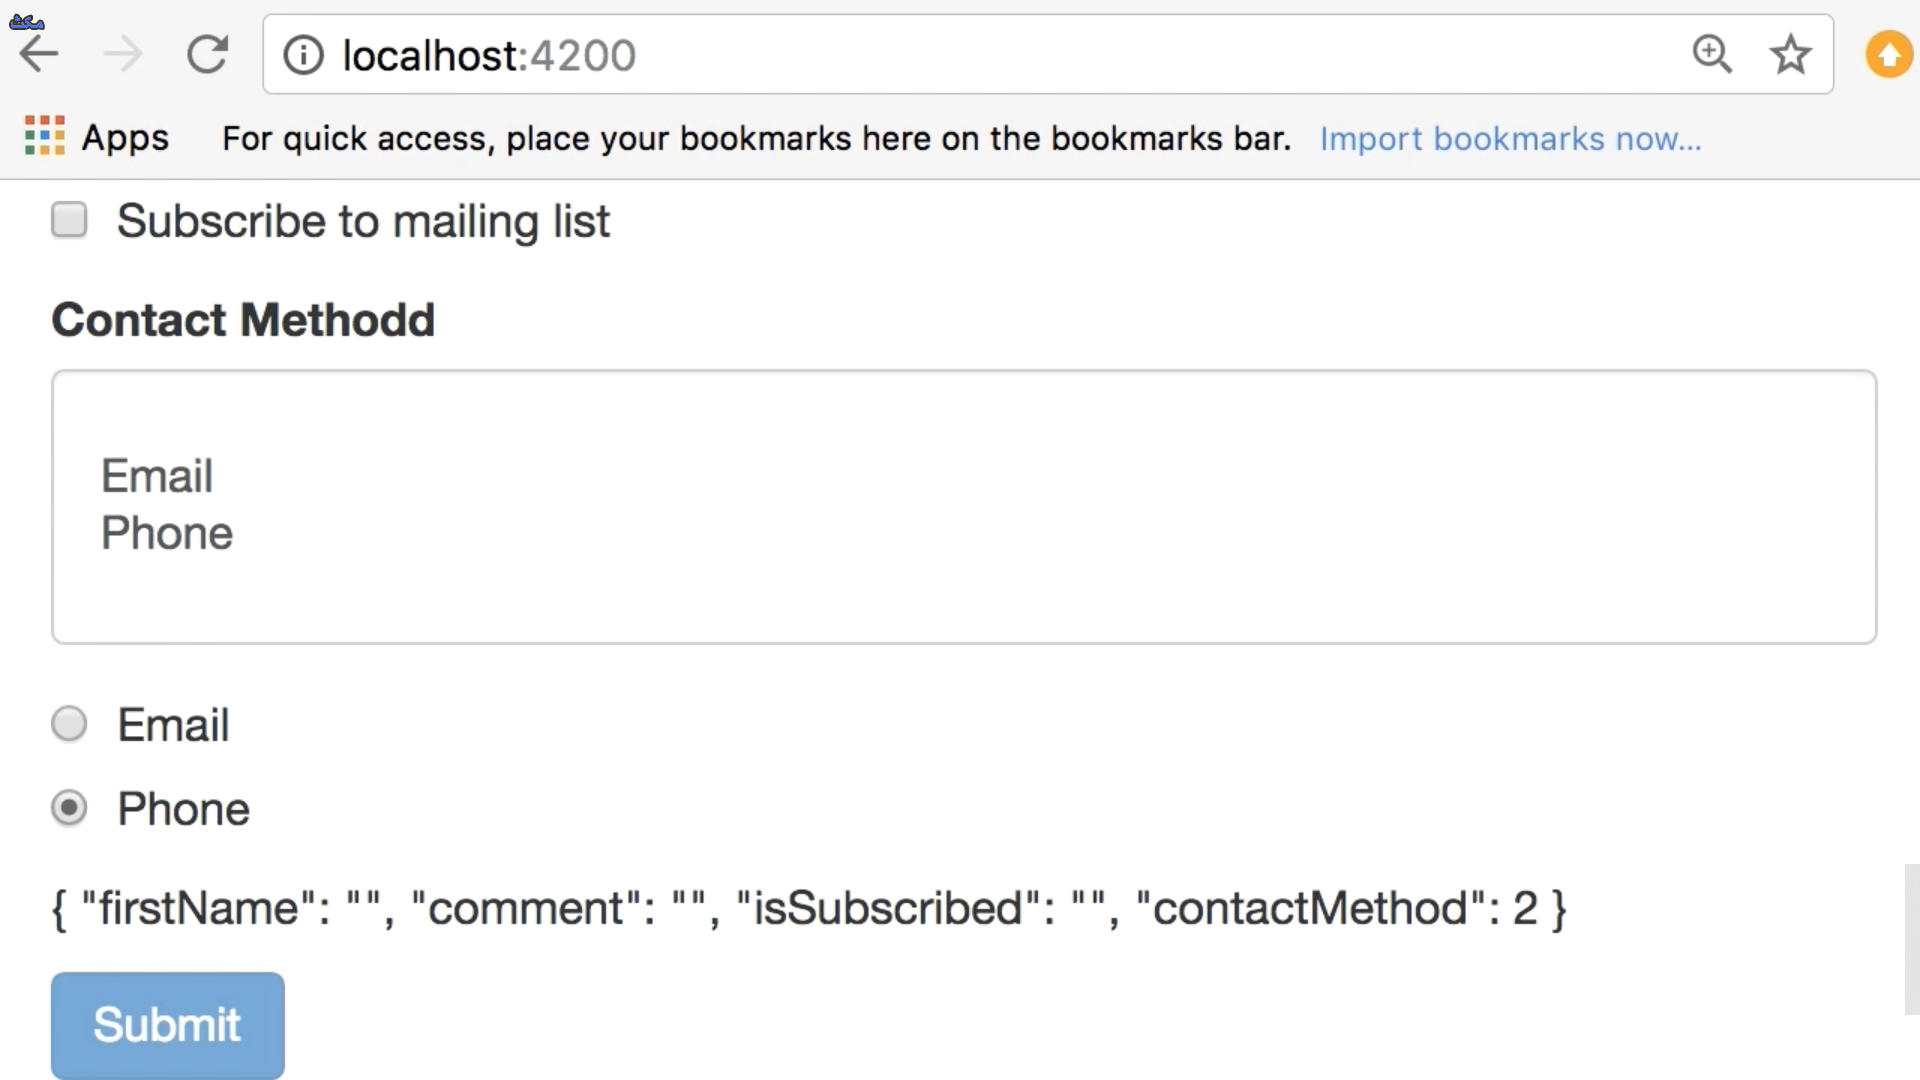 مکث
localhost:4200
Apps For quick access, place your bookmarks here on the bookmarks bar. Import bookmarks now...
Subscribe to mailing list
Contact Methodd
Email
Phone
Email
Phone
{ "firstName": "", "comment": "", "isSubscribed": "", "contactMethod": 2 }
Submit